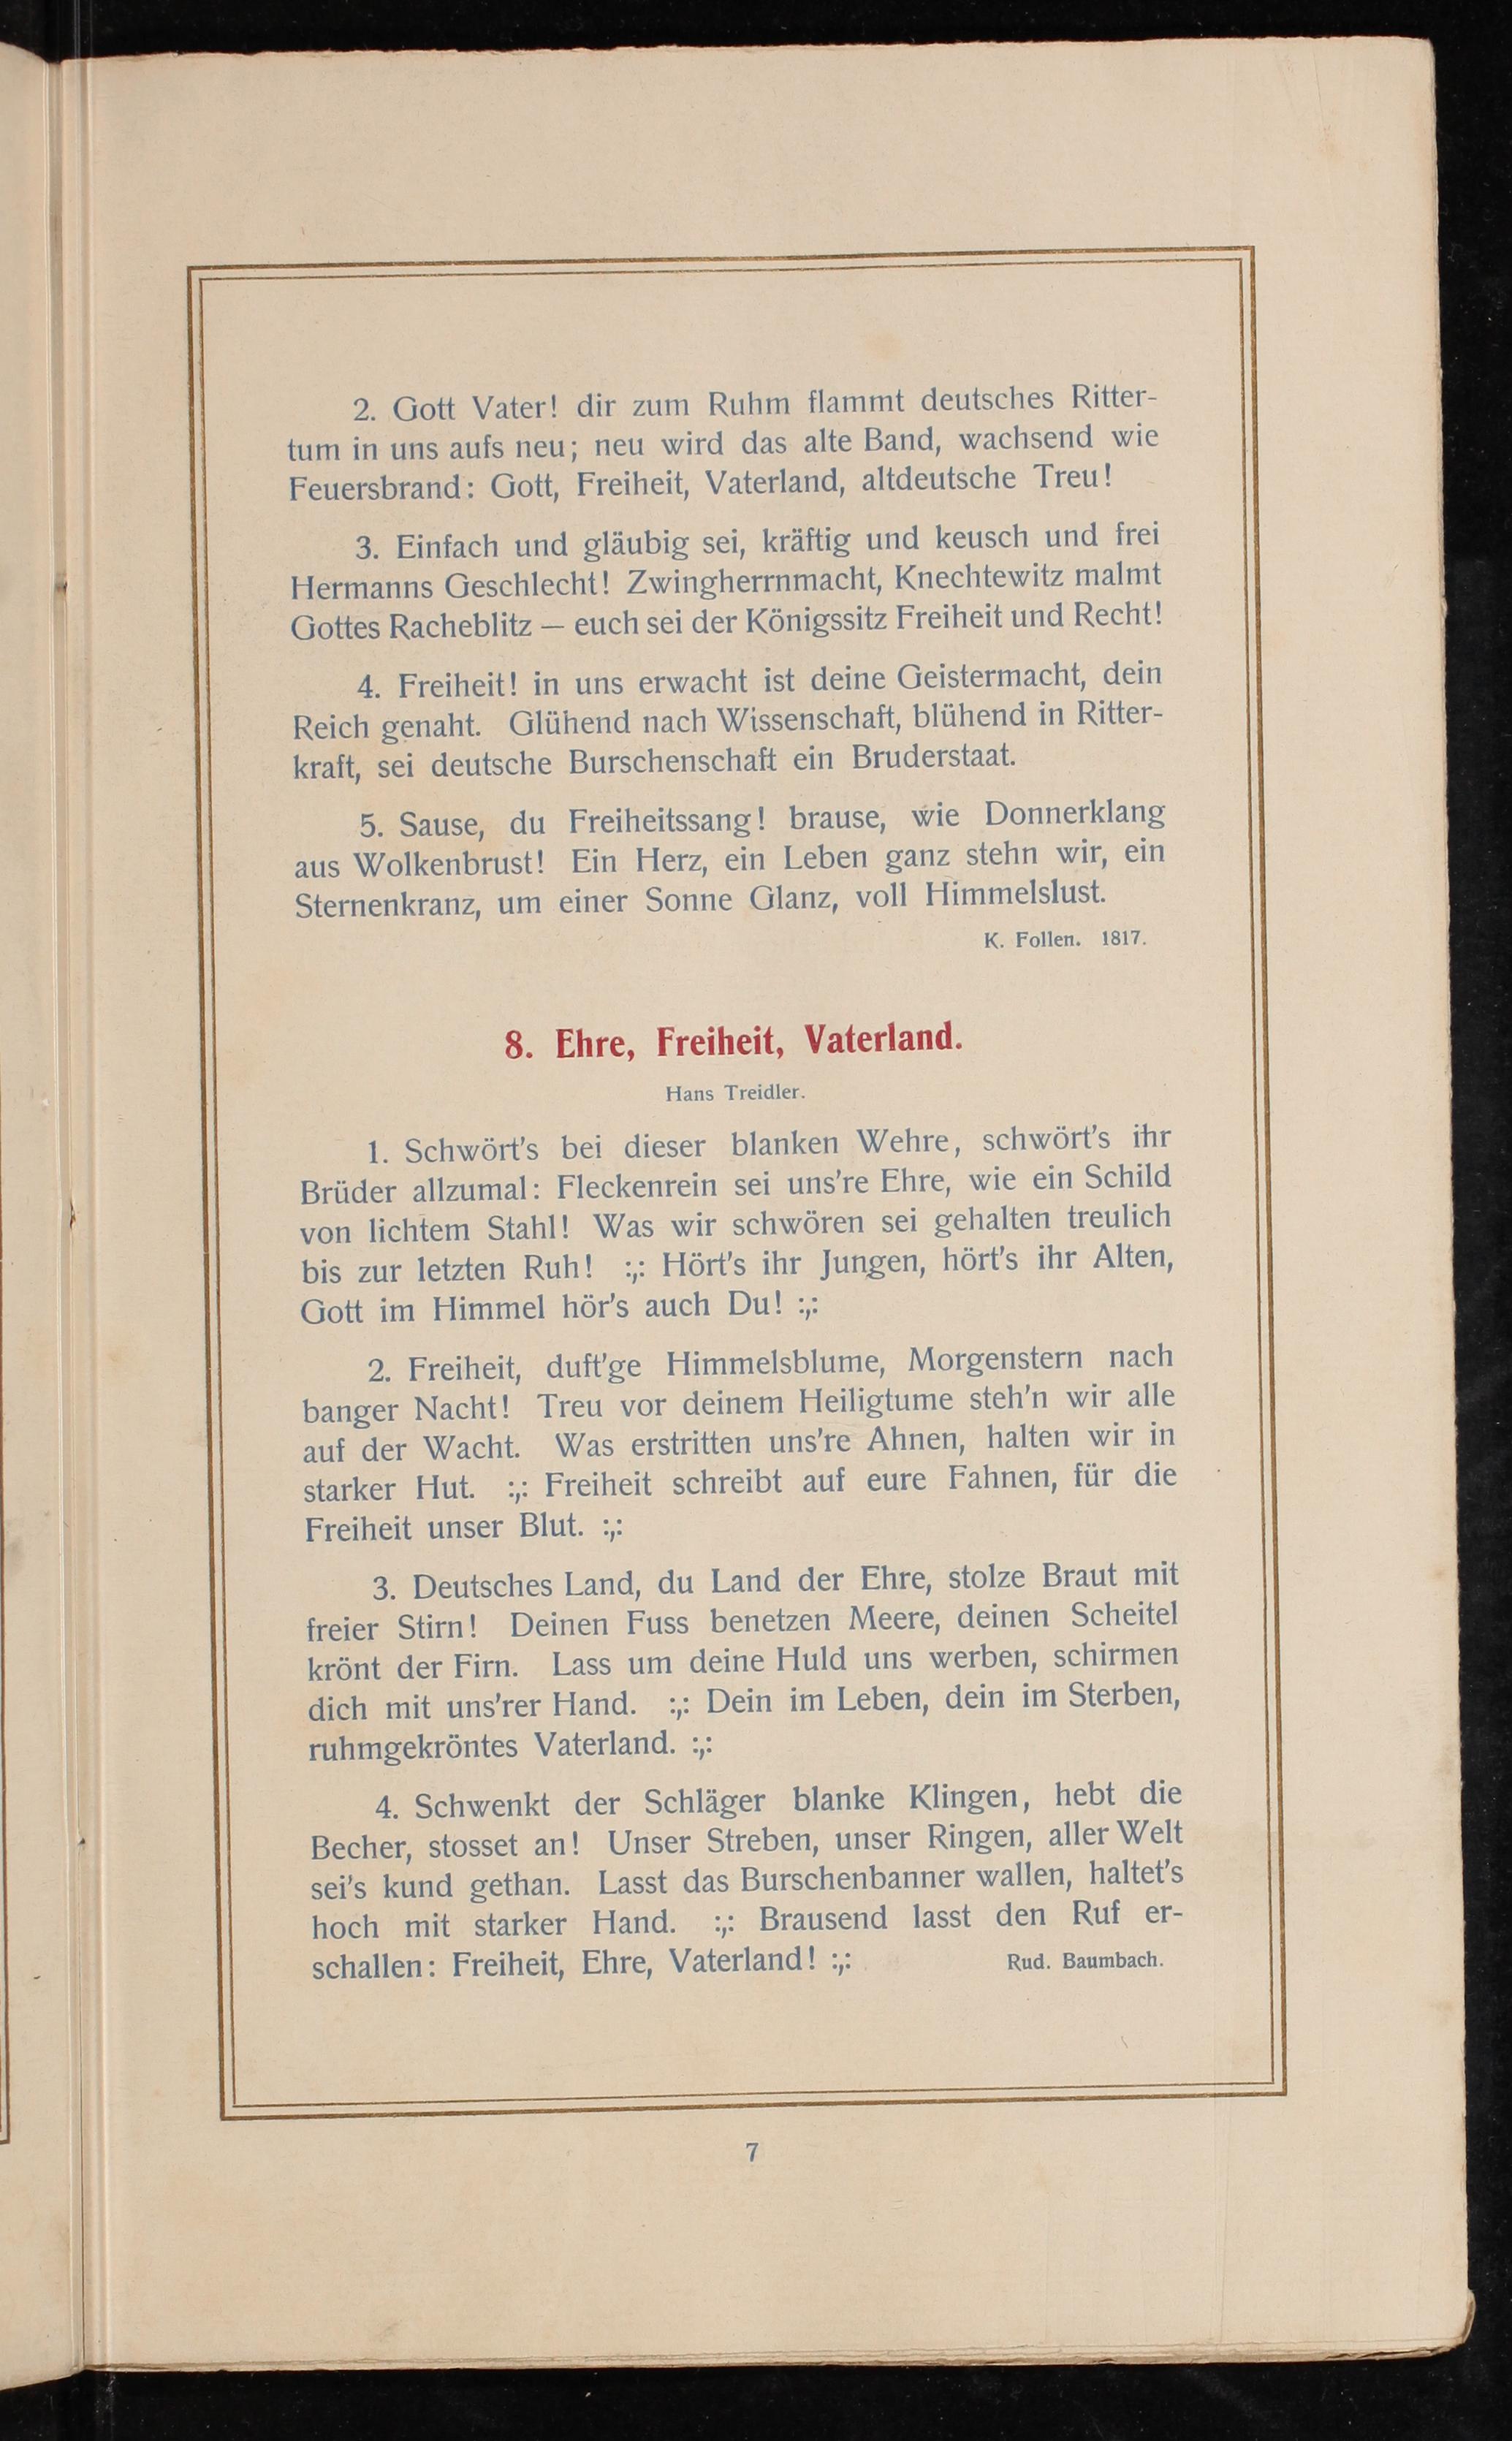 2. Gott Vater! dir zum Ruhm flammt deutsches Ritter-
tum in uns aufs neu; neu wird das alte Band, wachsend wie
Feuersbrand: Gott, Freiheit, Vaterland, altdeutsche Treu!
3. Einfach und gläubig sei, kräftig und keusch und frei
Hermanns Geschlecht! Zwingherrnmacht, Knechtewitz malmt
Gottes Racheblitz — euch sei der Königssitz Freiheit und Recht!
4. Freiheit! in uns erwacht ist deine Geistermacht, dein
Reich genaht. Glühend nach Wissenschaft, blühend in Ritter-
kraft, sei deutsche Burschenschaft ein Bruderstaat.
5. Sause, du Freiheitssang! brause, wie Donnerklang
aus Wolkenbrust! Ein Herz, ein Leben ganz stehn wir, ein
Sternenkranz, um einer Sonne Glanz, voll Himmelslust.
K. Follen. 1817.
8. Ehre, Freiheit, Vaterland.
Hans Treidler.
1. Schwört's bei dieser blanken Wehre, schwört's ihr
Brüder allzumal: Fleckenrein sei uns're Ehre, wie ein Schild
von lichtem Stahl! Was wir schwören sei gehalten treulich
bis zur letzten Ruh! :,: Hört's ihr Jungen, hört's ihr Alten,
Gott im Himmel hör's auch Du! :,:
2. Freiheit, duft'ge Himmelsblume, Morgenstern nach
banger Nacht! Treu vor deinem Heiligtume steh'n wir alle
auf der Wacht. Was erstritten uns're Ahnen, halten wir in
starker Hut. :,: Freiheit schreibt auf eure Fahnen, für die
Freiheit unser Blut. :,:
3. Deutsches Land, du Land der Ehre, stolze Braut mit
freier Stirn! Deinen Fuss benetzen Meere, deinen Scheitel
krönt der Firn. Lass um deine Huld uns werben, schirmen
dich mit uns'rer Hand. :,: Dein im Leben, dein im Sterben,
ruhmgekröntes Vaterland. :,:
4. Schwenkt der Schläger blanke Klingen, hebt die
Becher, stosset an! Unser Streben, unser Ringen, aller Welt
sei's kund gethan. Lasst das Burschenbanner wallen, haltet's
hoch mit starker Hand. :,: Brausend lasst den Ruf er-
schallen: Freiheit, Ehre, Vaterland! :,: Rud. Baumbach.
7